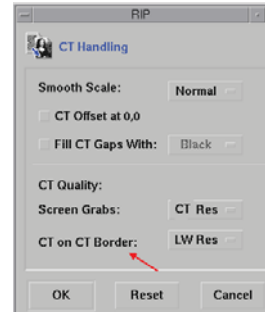 RIP
CT Handling
Smooth Scale: Normal
CT Offset at 0,0
Fill CT Gaps With: Black
CT Quality:
Screen Grabs: CT Res
CT on CT Border: LW Res
OK Reset Cancel